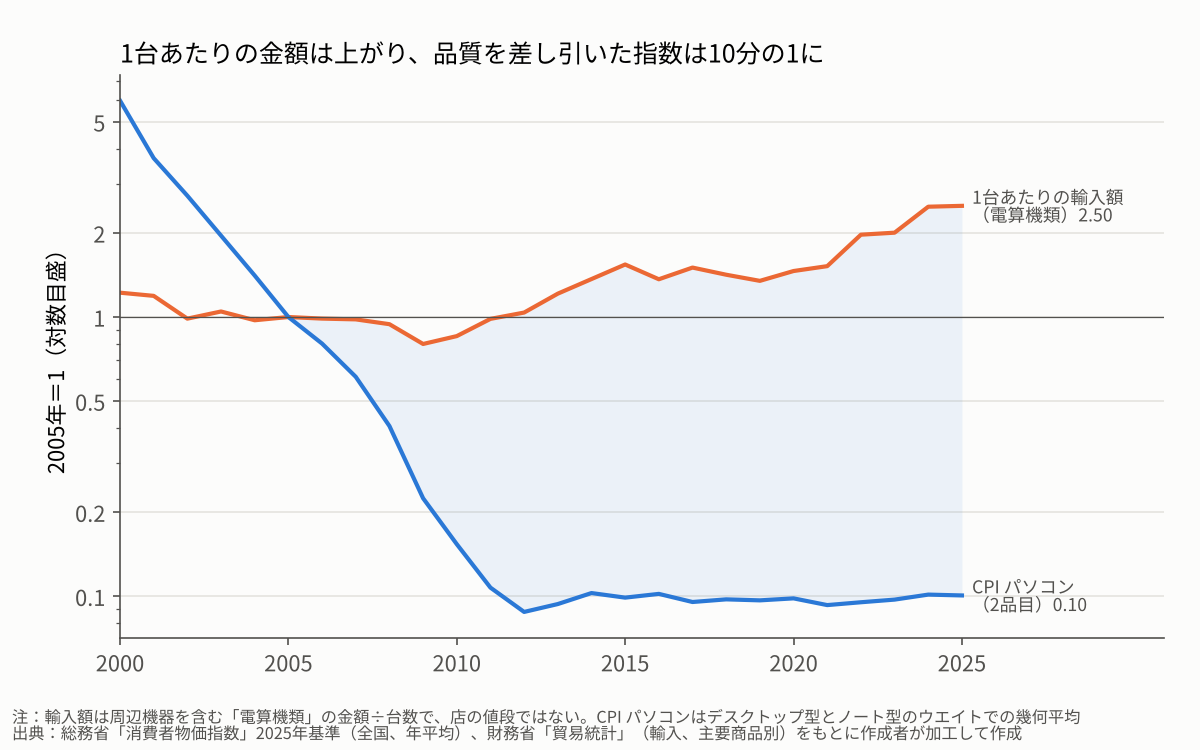 1台あたりの金額は上がり、品質を差し引いた指数は10分の1に
2005年＝1（対数目盛）
5
2
1
0.5
0.2
0.1
1台あたりの輸入額
（電算機類）2.50
CPI パソコン
（2品目）0.10
2000 2005 2010 2015 2020 2025
注：輸入額は周辺機器を含む「電算機類」の金額÷台数で、店の値段ではない。CPI パソコンはデスクトップ型とノート型のウエイトでの幾何平均
出典：総務省「消費者物価指数」2025年基準（全国、年平均）、財務省「貿易統計」（輸入、主要商品別）をもとに作成者が加工して作成